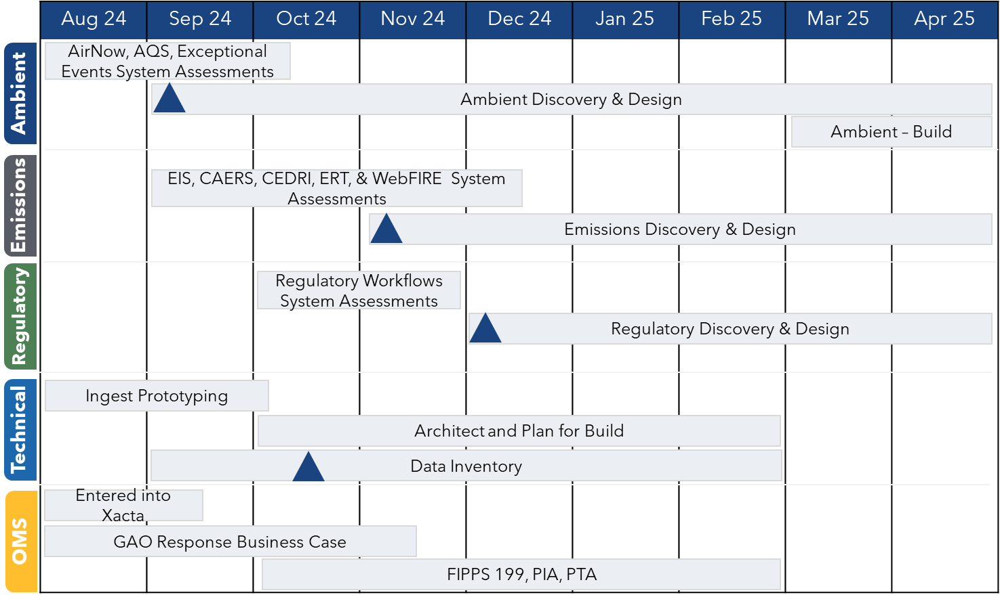 Aug 24 Sep 24 Oct 24 Nov 24 Dec 24 Jan 25 Feb 25 Mar 25 Apr 25
Ambient
AirNow, AQS, Exceptional
Events System Assessments
Ambient Discovery & Design
Ambient – Build
Emissions
EIS, CAERS, CEDRI, ERT, & WebFIRE System
Assessments
Emissions Discovery & Design
Regulatory
Regulatory Workflows
System Assessments
Regulatory Discovery & Design
Technical
Ingest Prototyping
Architect and Plan for Build
Data Inventory
OMS
Entered into
Xacta
GAO Response Business Case
FIPPS 199, PIA, PTA